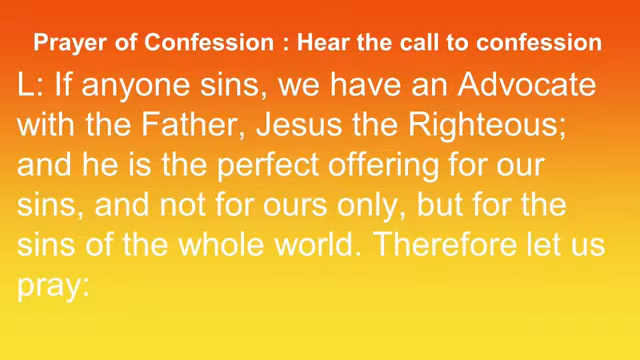 Prayer of Confession : Hear the call to confession
L: If anyone sins, we have an Advocate
with the Father, Jesus the Righteous;
and he is the perfect offering for our
sins, and not for ours only, but for the
sins of the whole world. Therefore let us
pray: